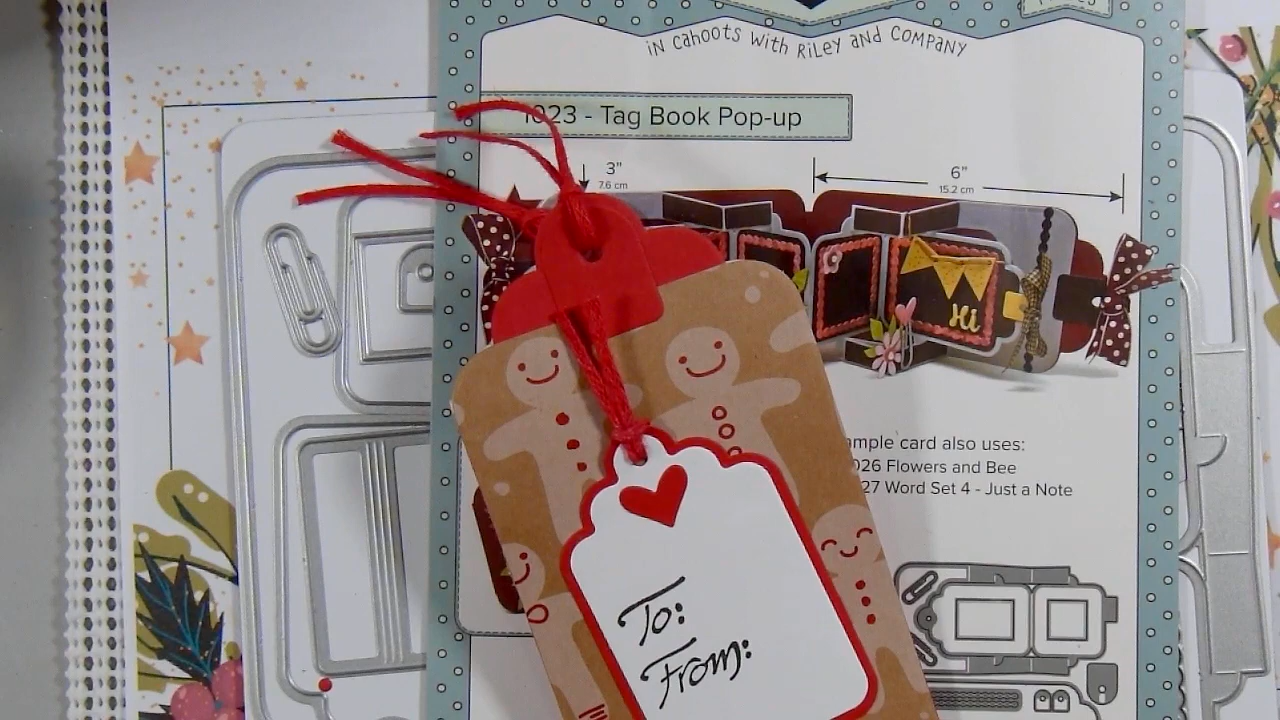 iN CAHOOTS WITH RiLEY AND COMPANY
1023 - Tag Book Pop-up
3"
7.6 cm
6"
15.2 cm
Hi
ample card also uses:
026 Flowers and Bee
27 Word Set 4 - Just a Note
To:
From: